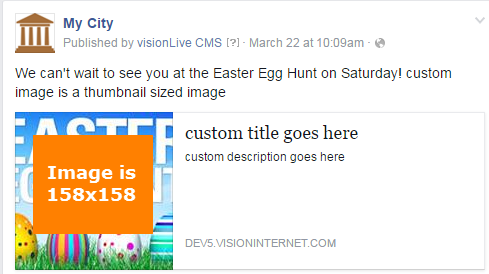 My City
Published by visionLive CMS [?] · March 22 at 10:09am ·
We can't wait to see you at the Easter Egg Hunt on Saturday! custom
image is a thumbnail sized image
EASTER
Image is
158x158
custom title goes here
custom description goes here
DEV5.VISIONINTERNET.COM